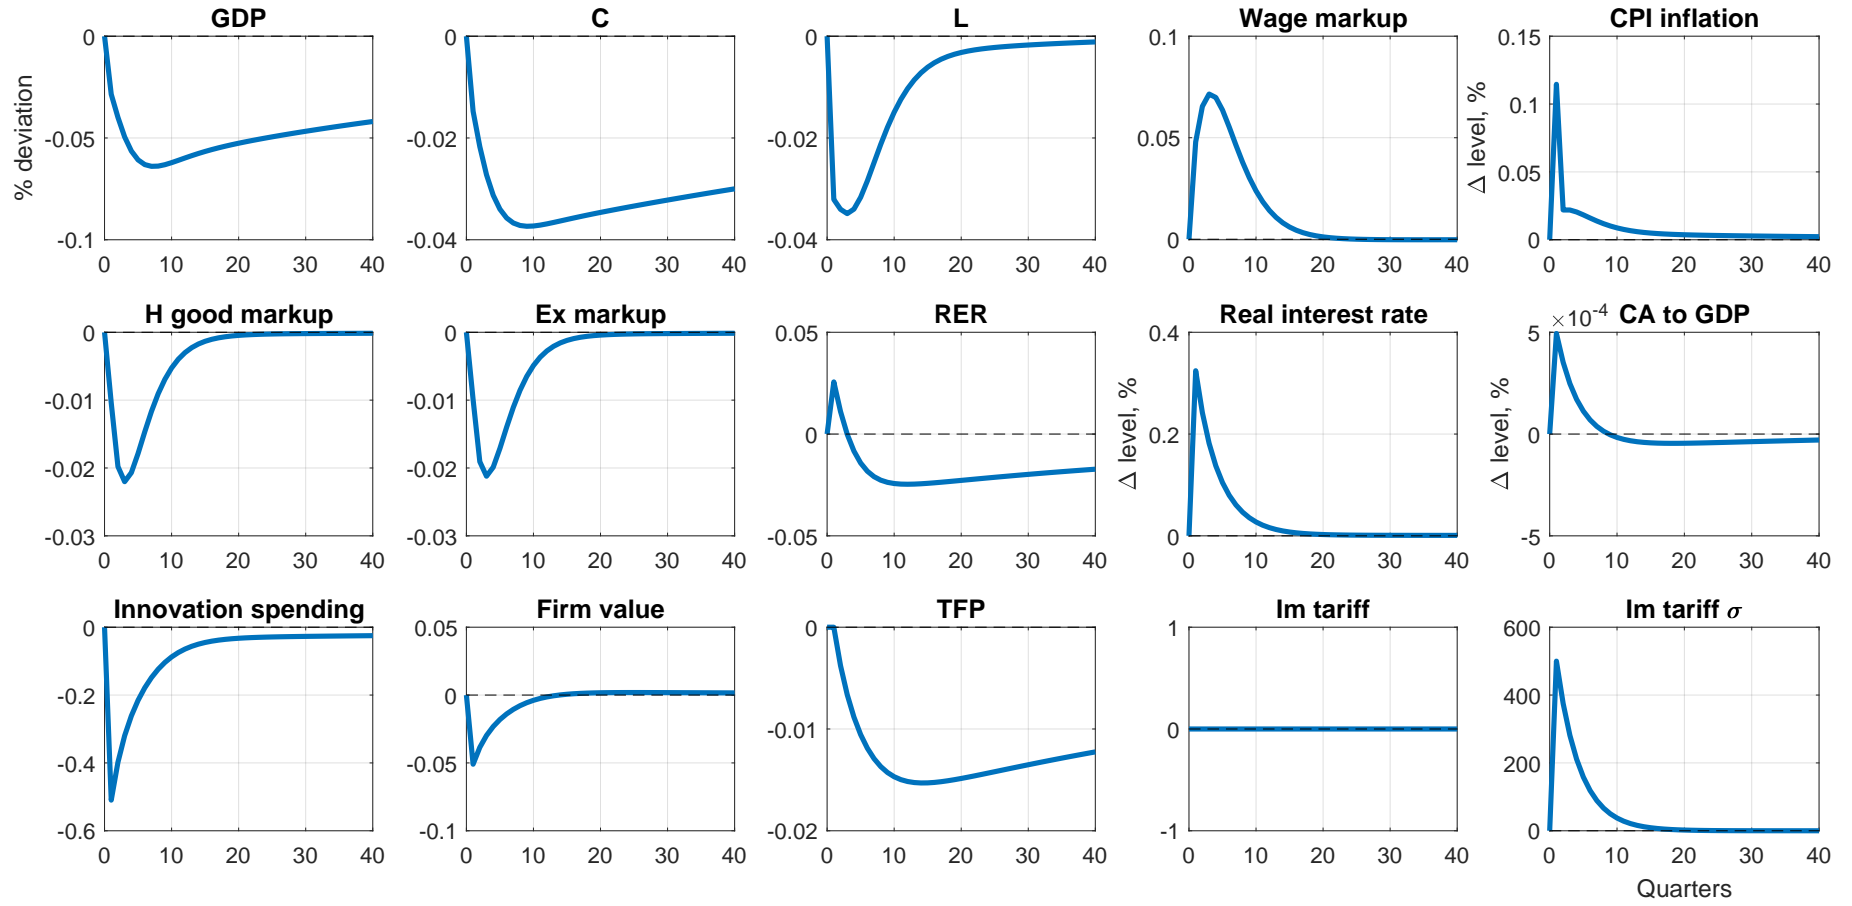 GDP
C
L
Wage markup
CPI inflation
% deviation
0
-0.05
-0.1
0 10 20 30 40
0
-0.02
-0.04
0 10 20 30 40
0
-0.02
-0.04
0 10 20 30 40
0.1
0.05
0
0 10 20 30 40
Δ level, %
0.15
0.1
0.05
0
0 10 20 30 40
H good markup
Ex markup
RER
Real interest rate
×10⁻⁴ CA to GDP
0
-0.01
-0.02
-0.03
0 10 20 30 40
0
-0.01
-0.02
-0.03
0 10 20 30 40
0.05
0
-0.05
0 10 20 30 40
Δ level, %
0.4
0.2
0
0 10 20 30 40
Δ level, %
5
0
-5
0 10 20 30 40
Innovation spending
Firm value
TFP
Im tariff
Im tariff σ
0
-0.2
-0.4
-0.6
0 10 20 30 40
0.05
0
-0.05
-0.1
0 10 20 30 40
0
-0.01
-0.02
0 10 20 30 40
1
0
-1
0 10 20 30 40
600
400
200
0
0 10 20 30 40
Quarters